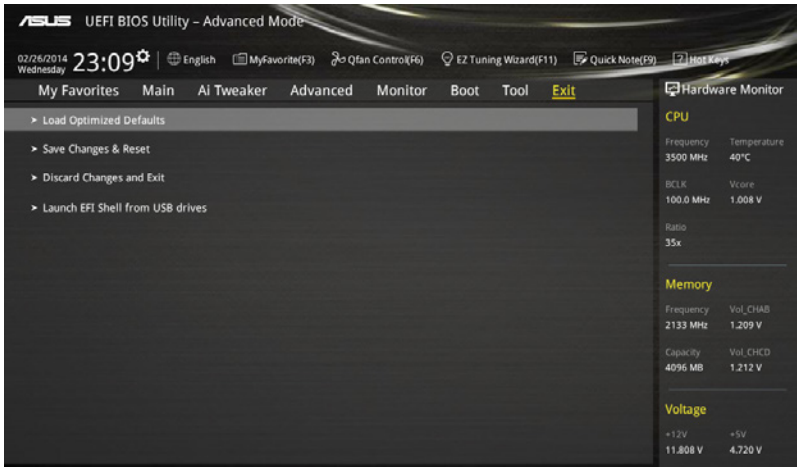 ASUS UEFI BIOS Utility – Advanced Mode
02/26/2014
Wednesday
23:09
English
MyFavorite(F3)
Qfan Control(F6)
EZ Tuning Wizard(F11)
Quick Note(F9)
? Hot Keys
My Favorites
Main
Ai Tweaker
Advanced
Monitor
Boot
Tool
Exit
> Load Optimized Defaults
> Save Changes & Reset
> Discard Changes and Exit
> Launch EFI Shell from USB drives
Hardware Monitor
CPU
Frequency Temperature
3500 MHz 40°C
BCLK Vcore
100.0 MHz 1.008 V
Ratio
35x
Memory
Frequency Vol_CHAB
2133 MHz 1.209 V
Capacity Vol_CHCD
4096 MB 1.212 V
Voltage
+12V +5V
11.808 V 4.720 V